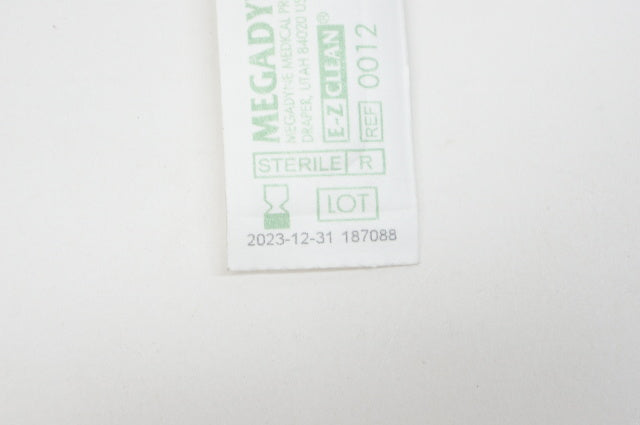 MEGADY
MEGADYNE MEDICAL PR
DRAPER, UTAH 84020 US
E-Z CLEAN®
REF 0012
STERILE R
LOT
2023-12-31 187088